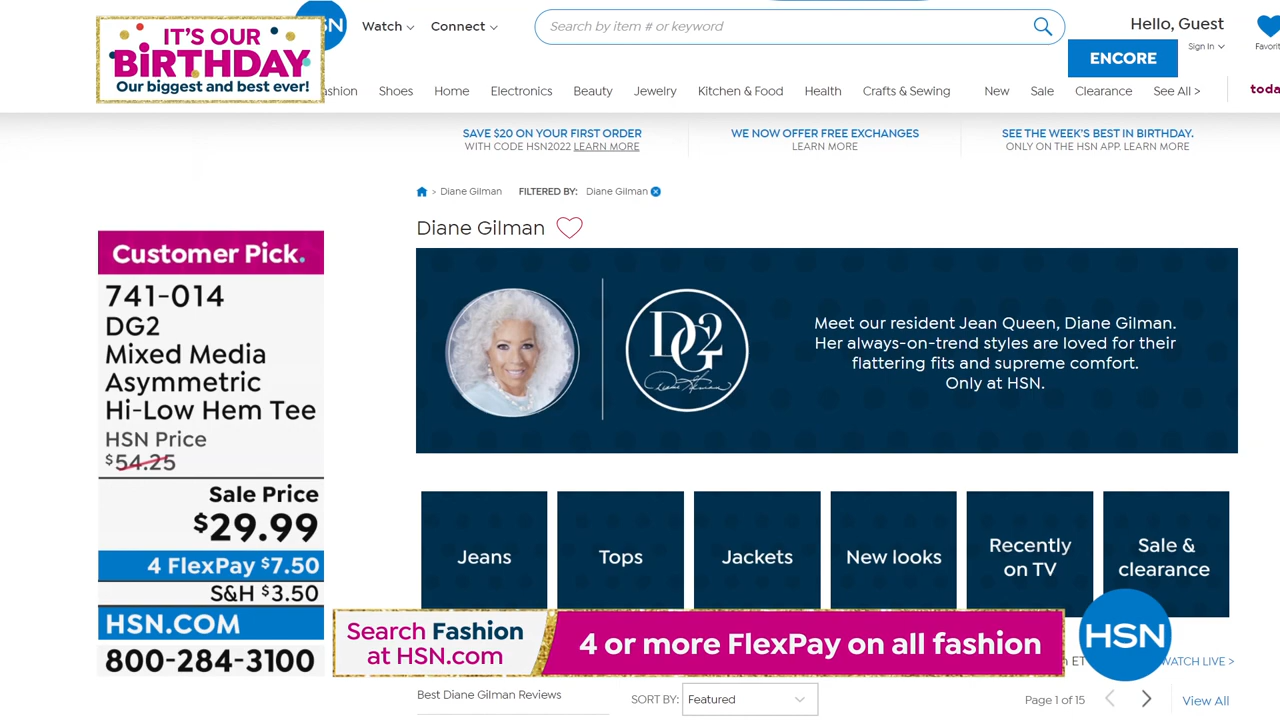 IT'S OUR
BIRTHDAY
Our biggest and best ever!
Watch
Connect
Search by item # or keyword
Hello, Guest
Sign In
ENCORE
Shoes
Home
Electronics
Beauty
Jewelry
Kitchen & Food
Health
Crafts & Sewing
New
Sale
Clearance
See All >
SAVE $20 ON YOUR FIRST ORDER
WITH CODE HSN2022 LEARN MORE
WE NOW OFFER FREE EXCHANGES
LEARN MORE
SEE THE WEEK'S BEST IN BIRTHDAY.
ONLY ON THE HSN APP. LEARN MORE
> Diane Gilman FILTERED BY: Diane Gilman
Diane Gilman
DG2
Diane Gilman
Meet our resident Jean Queen, Diane Gilman.
Her always-on-trend styles are loved for their
flattering fits and supreme comfort.
Only at HSN.
Customer Pick.
741-014
DG2
Mixed Media
Asymmetric
Hi-Low Hem Tee
HSN Price
$54.25
Sale Price
$29.99
4 FlexPay $7.50
S&H $3.50
HSN.COM
800-284-3100
Jeans
Tops
Jackets
New looks
Recently
on TV
Sale &
clearance
Search Fashion
at HSN.com
4 or more FlexPay on all fashion
HSN
ET
WATCH LIVE >
Best Diane Gilman Reviews
SORT BY: Featured
Page 1 of 15
View All